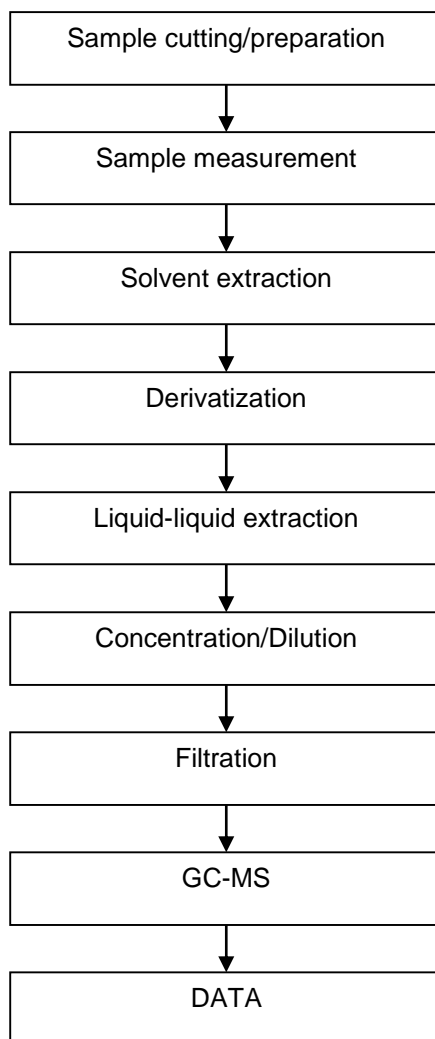 Sample cutting/preparation
Sample measurement
Solvent extraction
Derivatization
Liquid-liquid extraction
Concentration/Dilution
Filtration
GC-MS
DATA